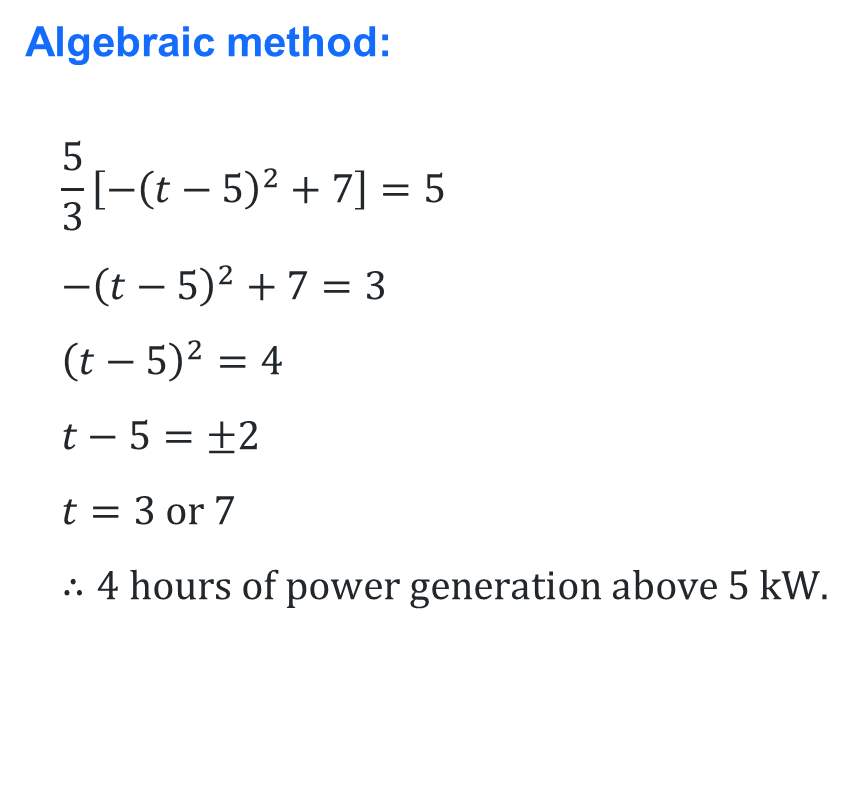 Algebraic method:
5/3 [−(t − 5)² + 7] = 5
−(t − 5)² + 7 = 3
(t − 5)² = 4
t − 5 = ±2
t = 3 or 7
∴ 4 hours of power generation above 5 kW.